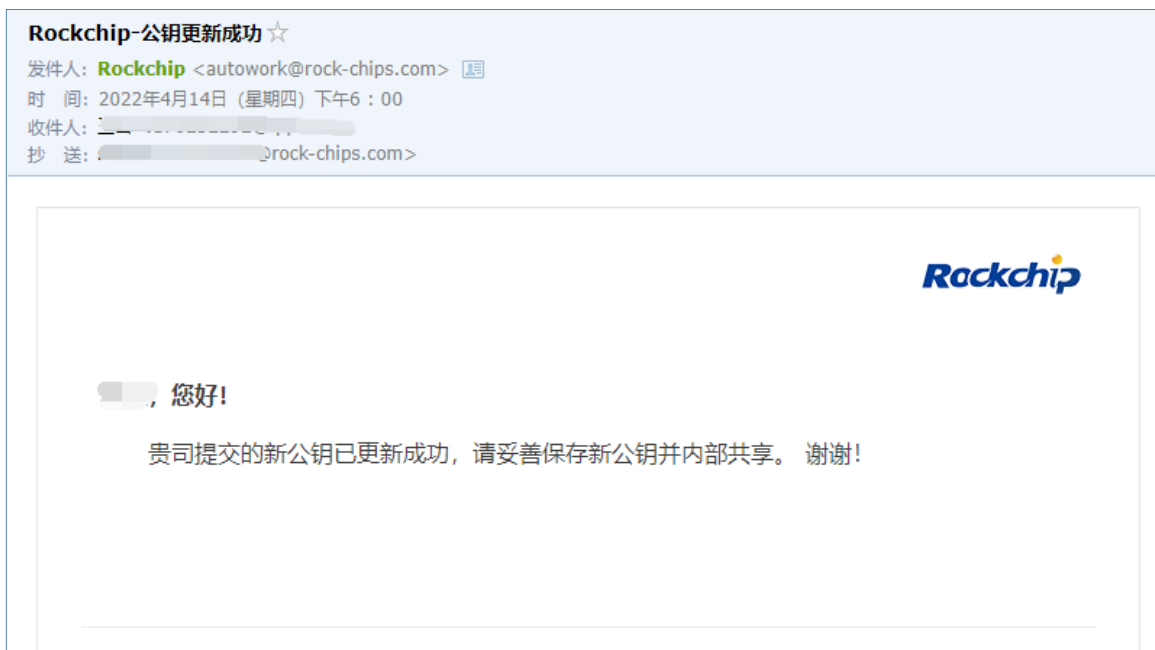 Rockchip-公钥更新成功
发件人: Rockchip <autowork@rock-chips.com>
时 间: 2022年4月14日 (星期四) 下午6 : 00
收件人:
抄 送: @rock-chips.com>
Rockchip
, 您好!
贵司提交的新公钥已更新成功, 请妥善保存新公钥并内部共享。 谢谢!